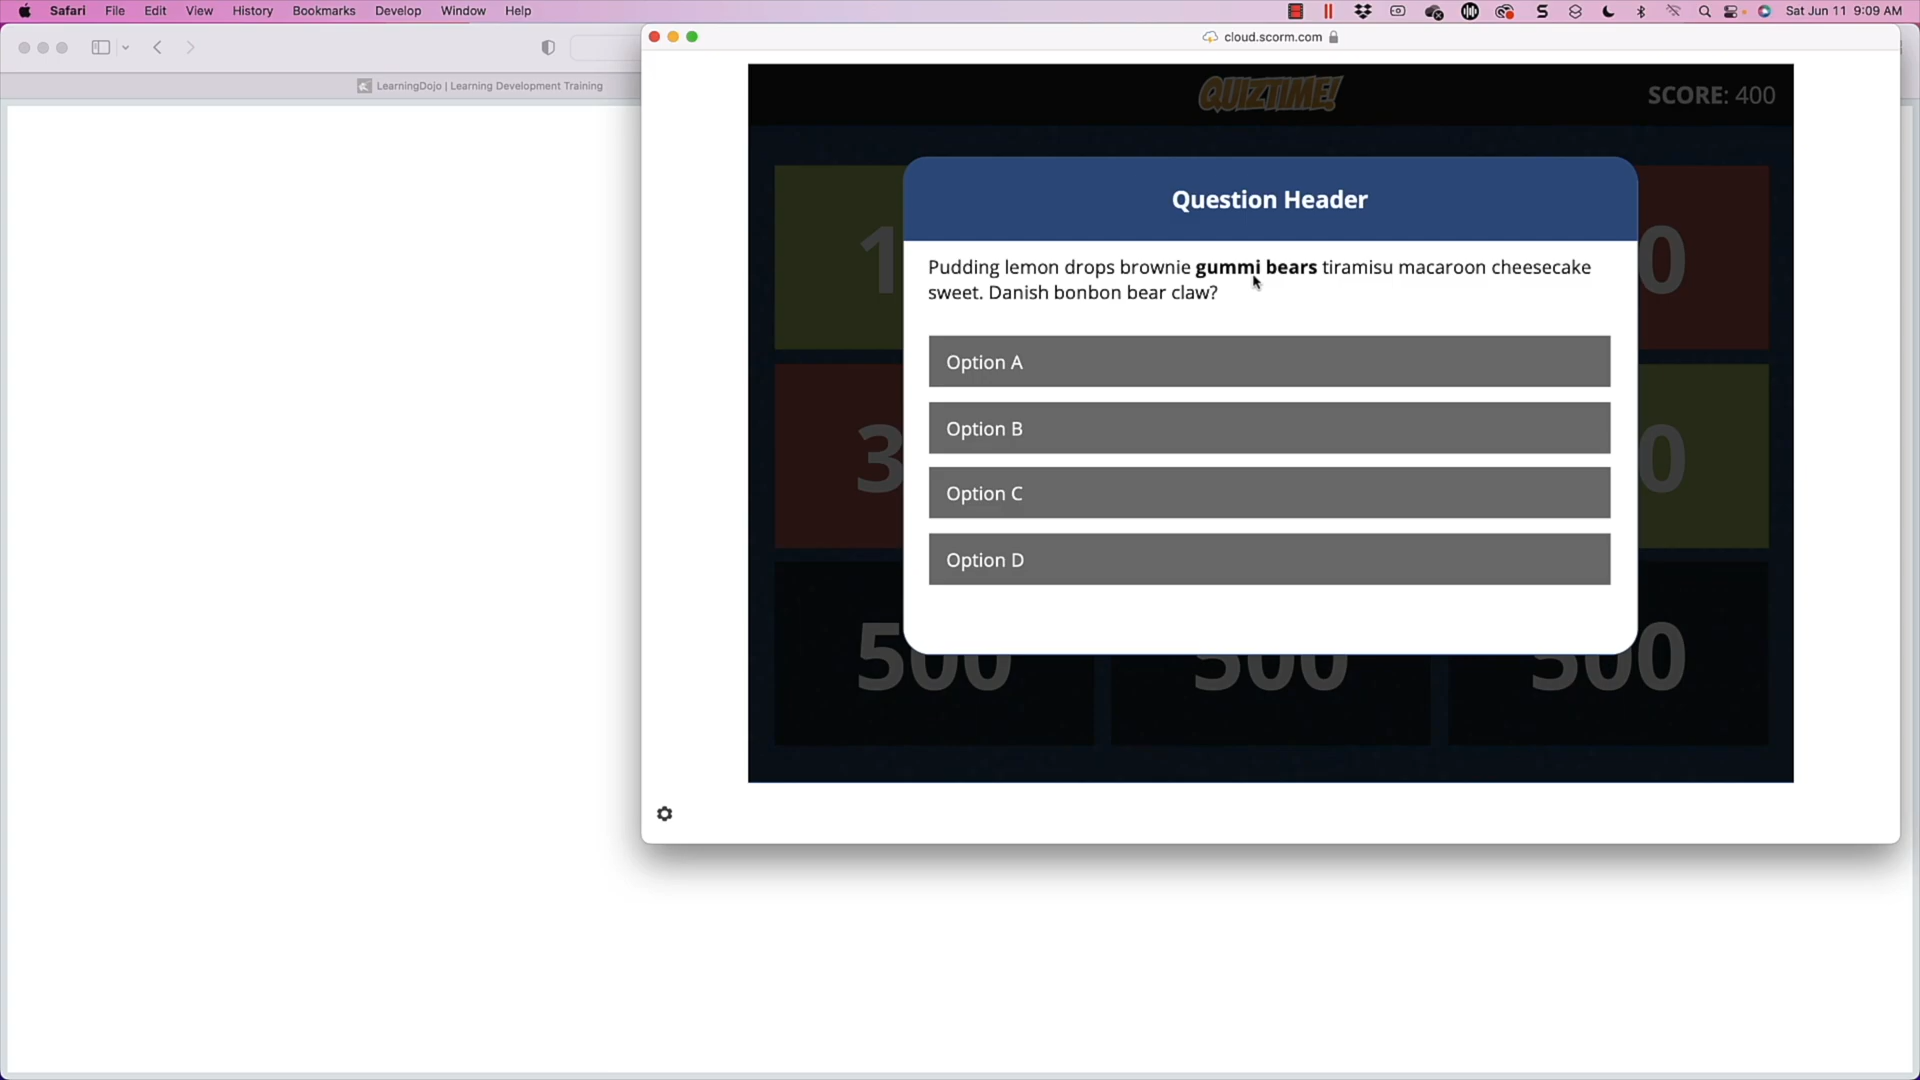 Safari File Edit View History Bookmarks Develop Window Help Sat Jun 11 9:09 AM
LearningDojo | Learning Development Training
cloud.scorm.com
QUIZTIME!
SCORE: 400
Question Header
Pudding lemon drops brownie gummi bears tiramisu macaroon cheesecake
sweet. Danish bonbon bear claw?
Option A
Option B
Option C
Option D
500 500 500